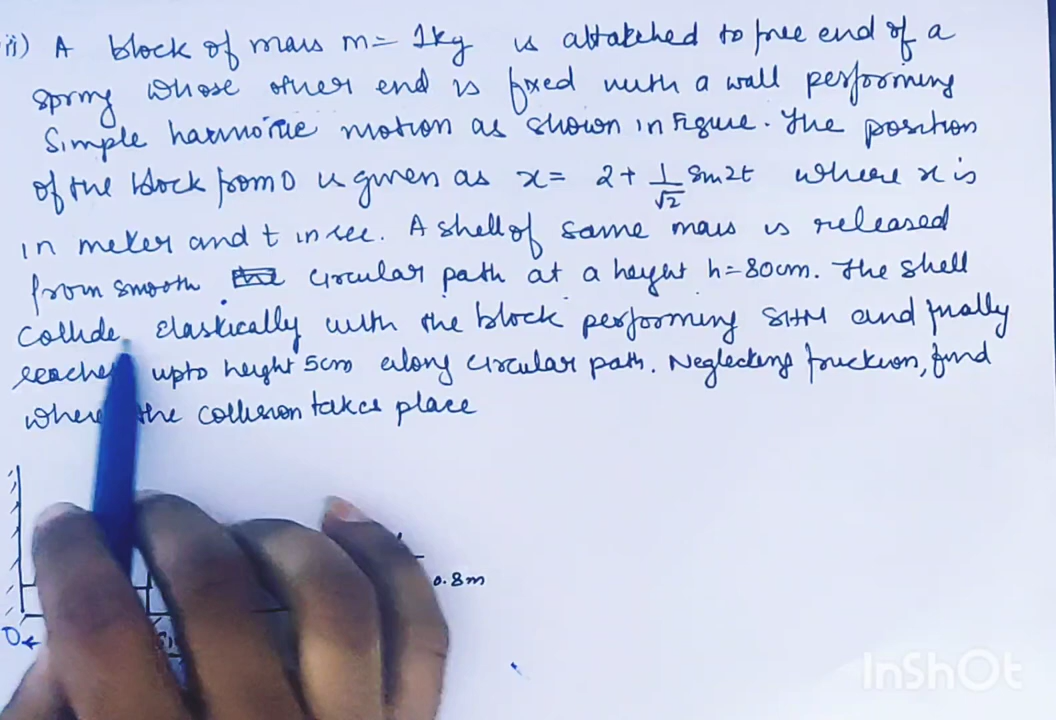 ii) A block of mass m = 1kg is attatched to free end of a
spring whose other end is fixed with a wall performing
Simple harmonic motion as shown in Figure. The position
of the block from O is given as x = 2 + 1/√2 Sin 2t where x is
in meter and t in sec. A shell of same mass is released
from smooth circular path at a height h = 80cm. The shell
Collide elastically with the block performing SHM and finally
reaches upto height 5cm along circular path. Neglecting friction, find
where the collision takes place
0.8m
O
InShOt